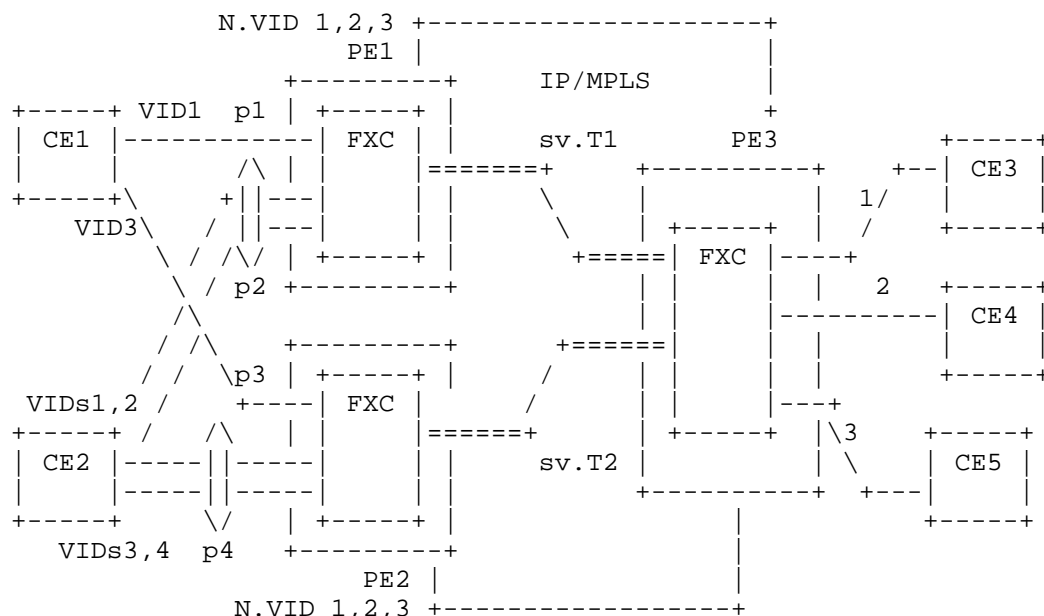 N.VID 1,2,3
PE1
IP/MPLS
VID1 p1
CE1 FXC sv.T1 PE3
CE3
1
VID3
FXC
p2 2
CE4
p3
VIDs1,2 FXC
3
CE2 sv.T2 CE5
VIDs3,4 p4
PE2
N.VID 1,2,3